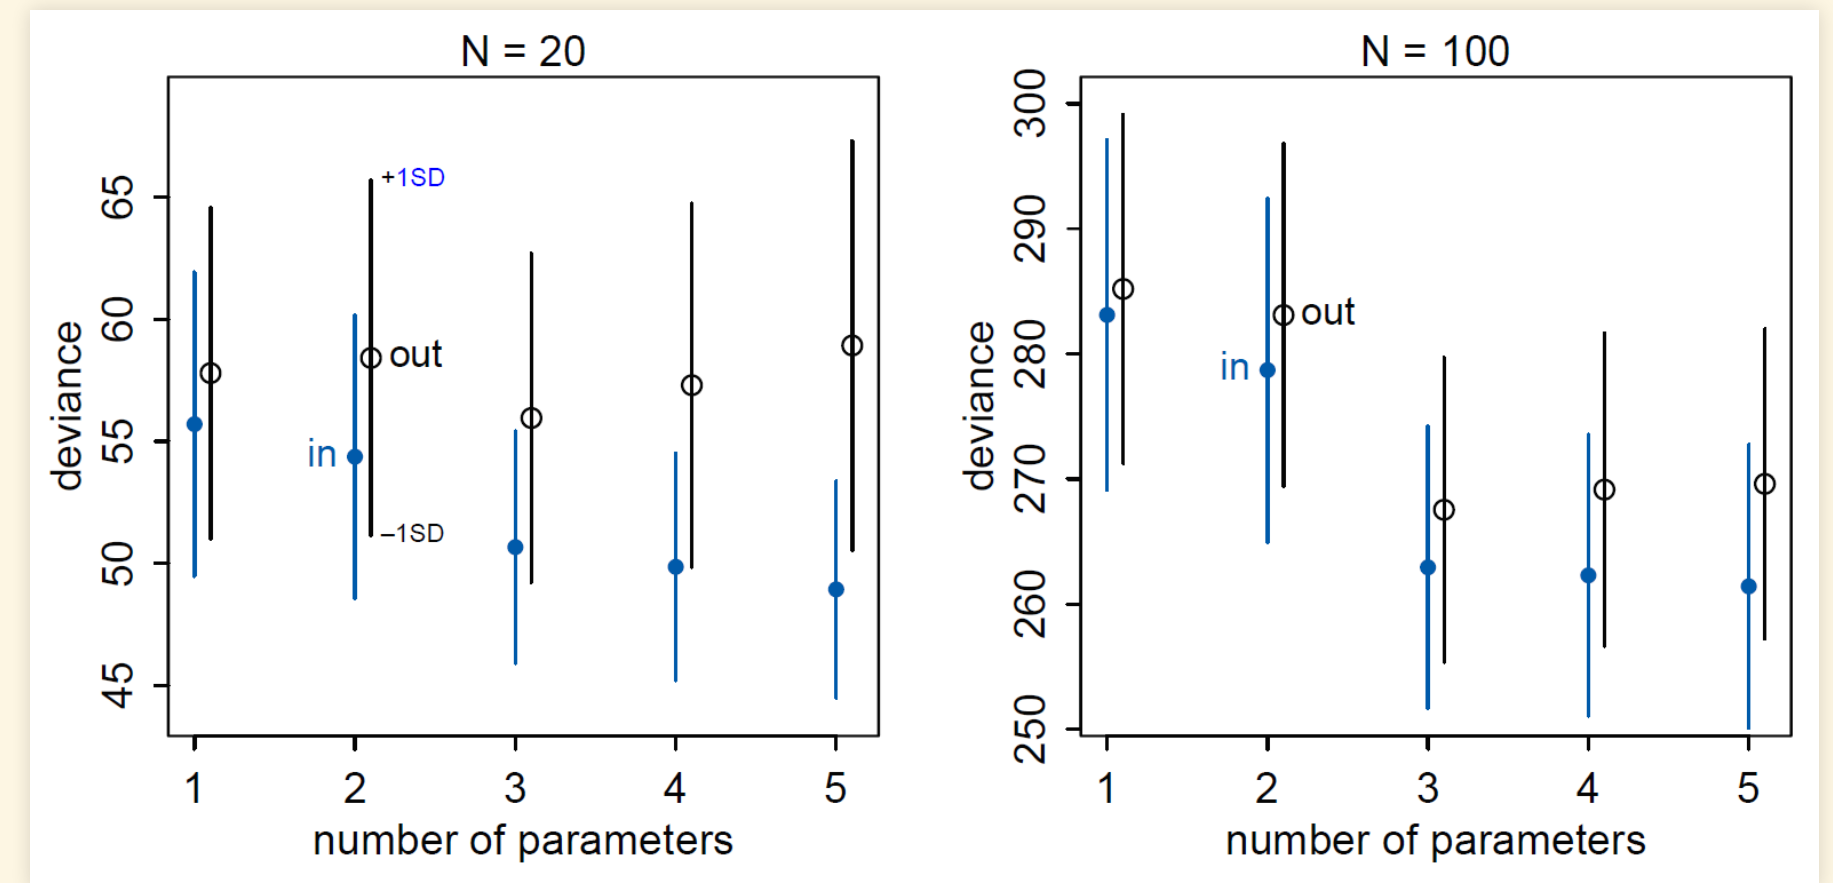 N = 20
65
60
55
50
45
deviance
+1SD
out
in
–1SD
1 2 3 4 5
number of parameters
N = 100
300
290
280
270
260
250
deviance
out
in
1 2 3 4 5
number of parameters